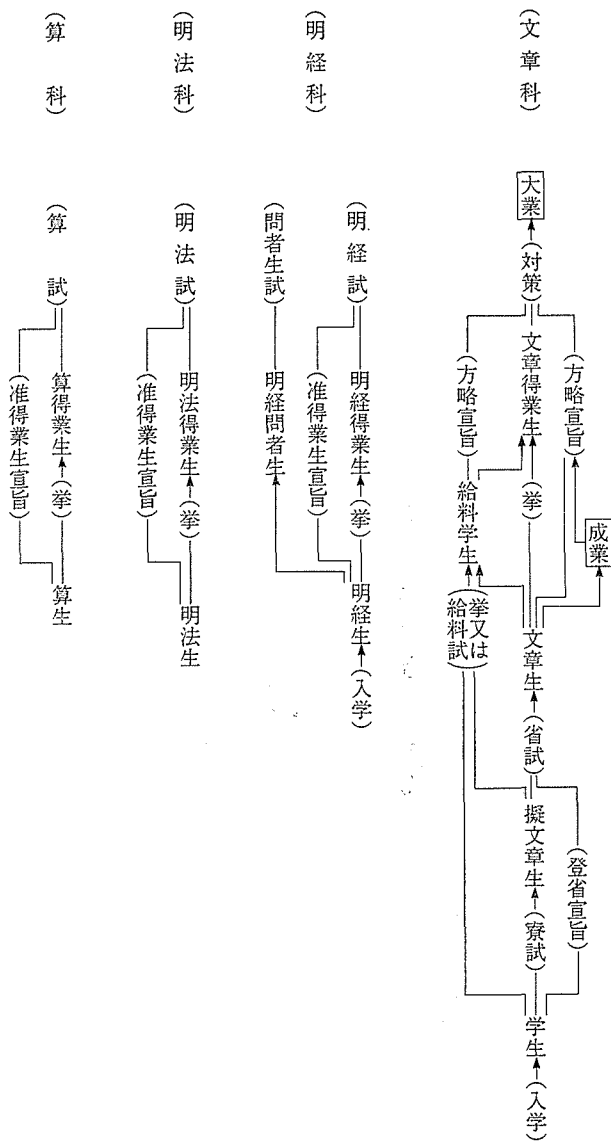 （文章科）
成業
（方略宣旨）
（登省宣旨）
大業
（対策）
文章得業生
（挙）
文章生
（省試）
擬文章生
（寮試）
学生
（入学）
（方略宣旨）
給料学生
（挙又は
給料試）
（明経科）
（明経試）
明経得業生
（挙）
明経生
（入学）
（准得業生宣旨）
（問者生試）
明経問者生
（明法科）
（明法試）
明法得業生
（挙）
明法生
（准得業生宣旨）
（算科）
（算試）
算得業生
（挙）
算生
（准得業生宣旨）